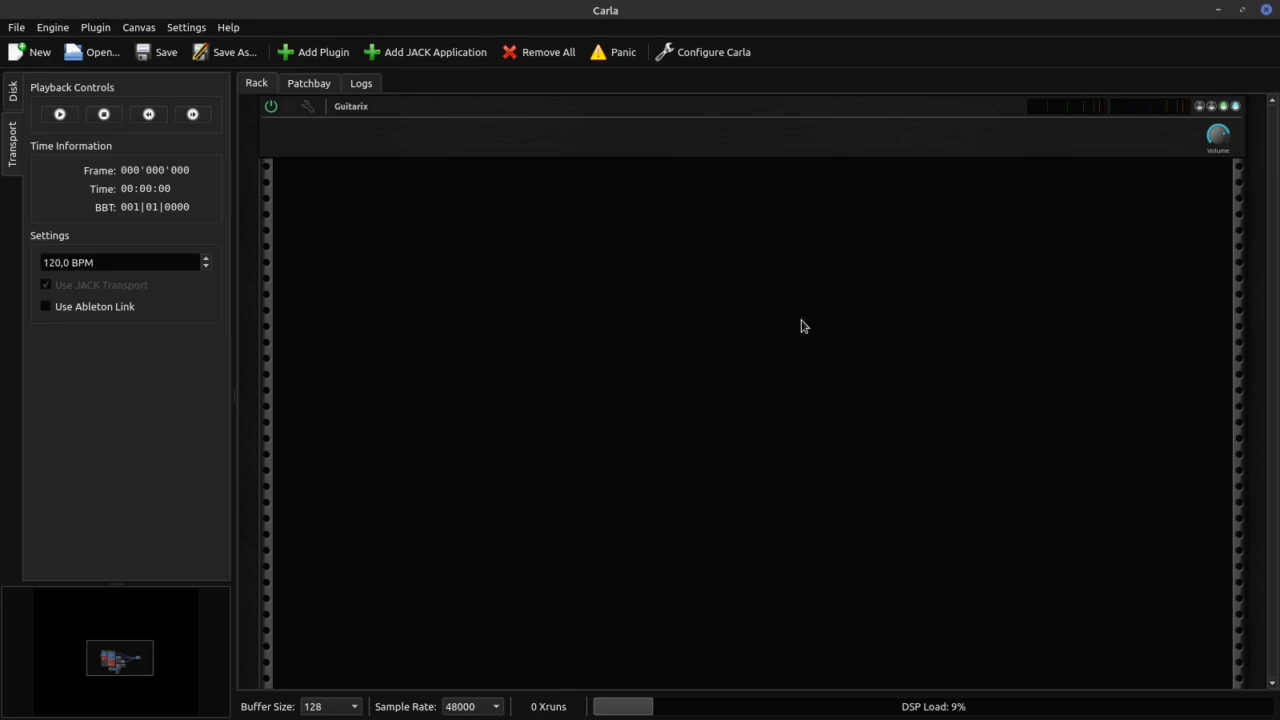 Carla
File Engine Plugin Canvas Settings Help
New Open... Save Save As... Add Plugin Add JACK Application Remove All Panic Configure Carla
Disk
Transport
Playback Controls
Time Information
Frame: 000'000'000
Time: 00:00:00
BBT: 001|01|0000
Settings
120,0 BPM
Use JACK Transport
Use Ableton Link
Rack Patchbay Logs
Guitarix
Volume
Buffer Size: 128 Sample Rate: 48000 0 Xruns DSP Load: 9%